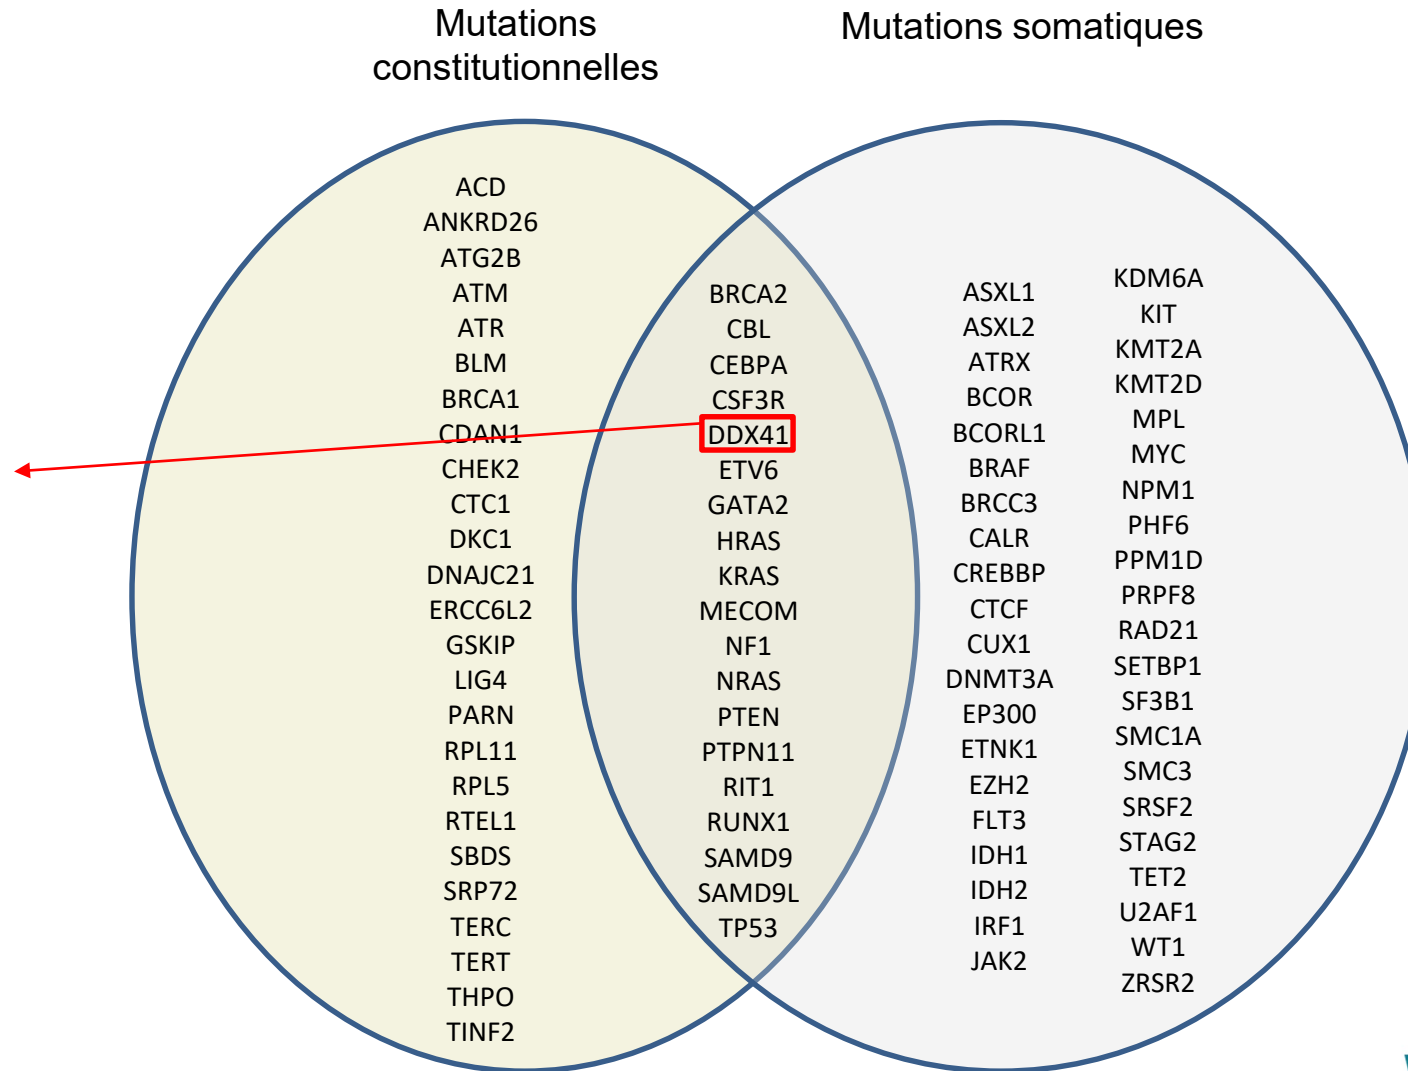 Mutations
constitutionnelles
Mutations somatiques
ACD
ANKRD26
ATG2B
ATM
ATR
BLM
BRCA1
CDAN1
CHEK2
CTC1
DKC1
DNAJC21
ERCC6L2
GSKIP
LIG4
PARN
RPL11
RPL5
RTEL1
SBDS
SRP72
TERC
TERT
THPO
TINF2
BRCA2
CBL
CEBPA
CSF3R
DDX41
ETV6
GATA2
HRAS
KRAS
MECOM
NF1
NRAS
PTEN
PTPN11
RIT1
RUNX1
SAMD9
SAMD9L
TP53
ASXL1
ASXL2
ATRX
BCOR
BCORL1
BRAF
BRCC3
CALR
CREBBP
CTCF
CUX1
DNMT3A
EP300
ETNK1
EZH2
FLT3
IDH1
IDH2
IRF1
JAK2
KDM6A
KIT
KMT2A
KMT2D
MPL
MYC
NPM1
PHF6
PPM1D
PRPF8
RAD21
SETBP1
SF3B1
SMC1A
SMC3
SRSF2
STAG2
TET2
U2AF1
WT1
ZRSR2